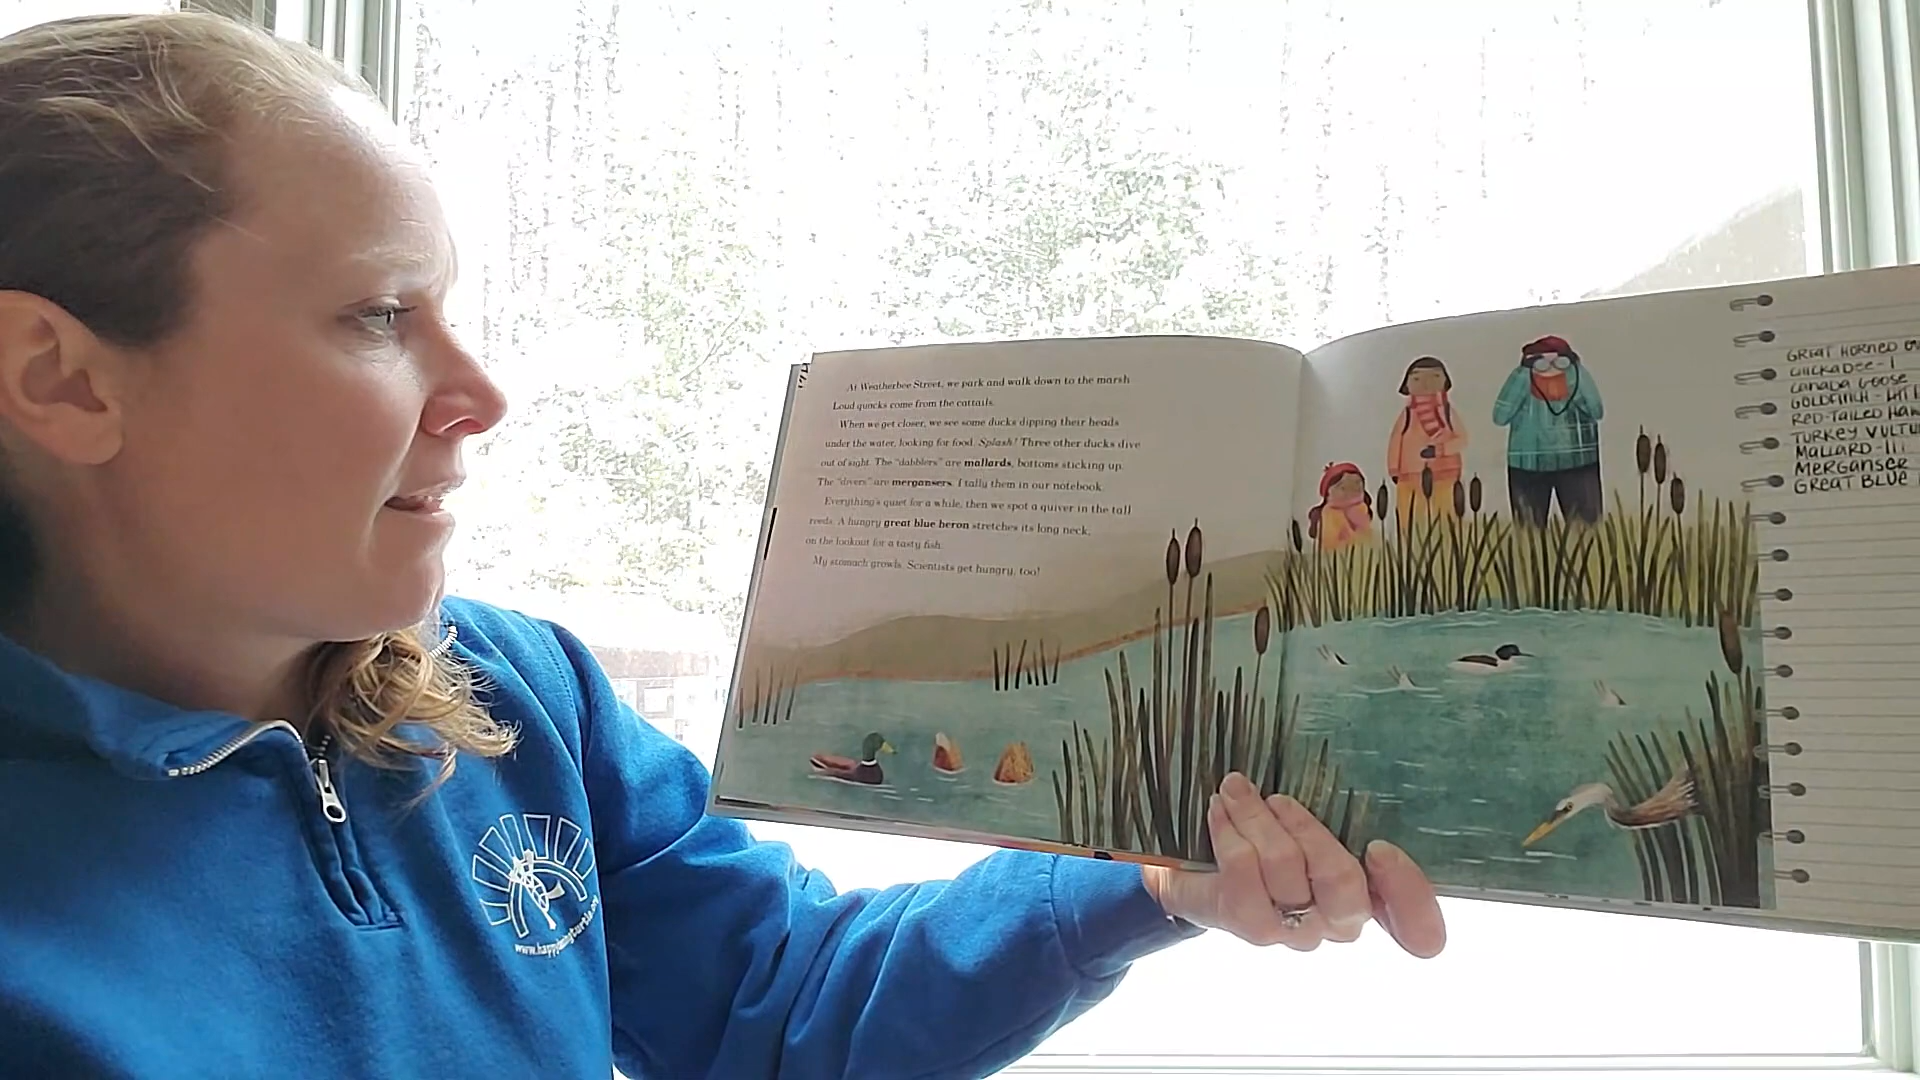 At Weatherbee Street, we park and walk down to the marsh
Loud quacks come from the cattails.
When we get closer, we see some ducks dipping their heads
under the water, looking for food. Splash! Three other ducks dive
out of sight. The "dabblers" are mallards, bottoms sticking up.
The "divers" are mergansers. I tally them in our notebook.
Everything's quiet for a while, then we spot a quiver in the tall
reeds. A hungry great blue heron stretches its long neck,
on the lookout for a tasty fish.
My stomach growls. Scientists get hungry, too!
GREAT HORNED
CHICKADEE - I
CANADA GOOSE
GOLDFINCH -
RED-TAILED
TURKEY
MALLARD - III
MERGANSER
GREAT BLUE